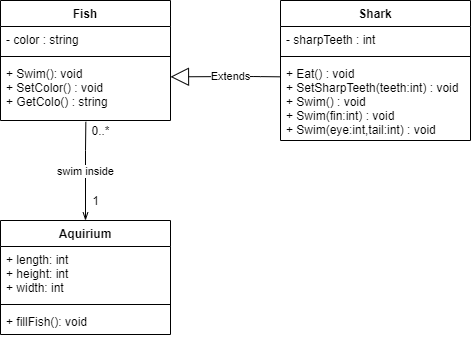 Fish
- color : string
+ Swim(): void
+ SetColor() : void
+ GetColo() : string
Extends
Shark
- sharpTeeth : int
+ Eat() : void
+ SetSharpTeeth(teeth:int) : void
+ Swim() : void
+ Swim(fin:int) : void
+ Swim(eye:int,tail:int) : void
0..*
swim inside
1
Aquirium
+ length: int
+ height: int
+ width: int
+ fillFish(): void